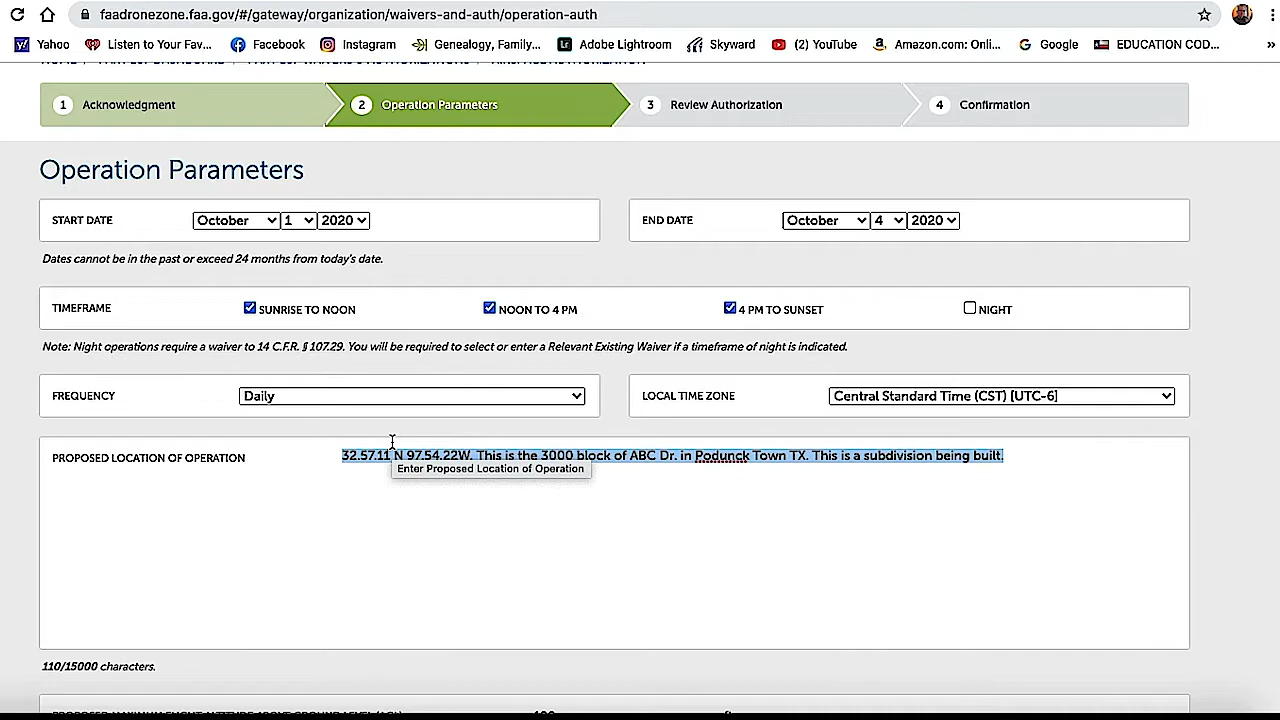 faadronezone.faa.gov/#/gateway/organization/waivers-and-auth/operation-auth
Yahoo Listen to Your Fav... Facebook Instagram Genealogy, Family... Adobe Lightroom Skyward (2) YouTube Amazon.com: Onli... Google EDUCATION COD... »
1 Acknowledgment 2 Operation Parameters 3 Review Authorization 4 Confirmation
Operation Parameters
START DATE October 1 2020 END DATE October 4 2020
Dates cannot be in the past or exceed 24 months from today's date.
TIMEFRAME SUNRISE TO NOON NOON TO 4 PM 4 PM TO SUNSET NIGHT
Note: Night operations require a waiver to 14 C.F.R. § 107.29. You will be required to select or enter a Relevant Existing Waiver if a timeframe of night is indicated.
FREQUENCY Daily LOCAL TIME ZONE Central Standard Time (CST) [UTC-6]
PROPOSED LOCATION OF OPERATION 32.57.11 N 97.54.22W. This is the 3000 block of ABC Dr. in Podunck Town TX. This is a subdivision being built.
Enter Proposed Location of Operation
110/15000 characters.